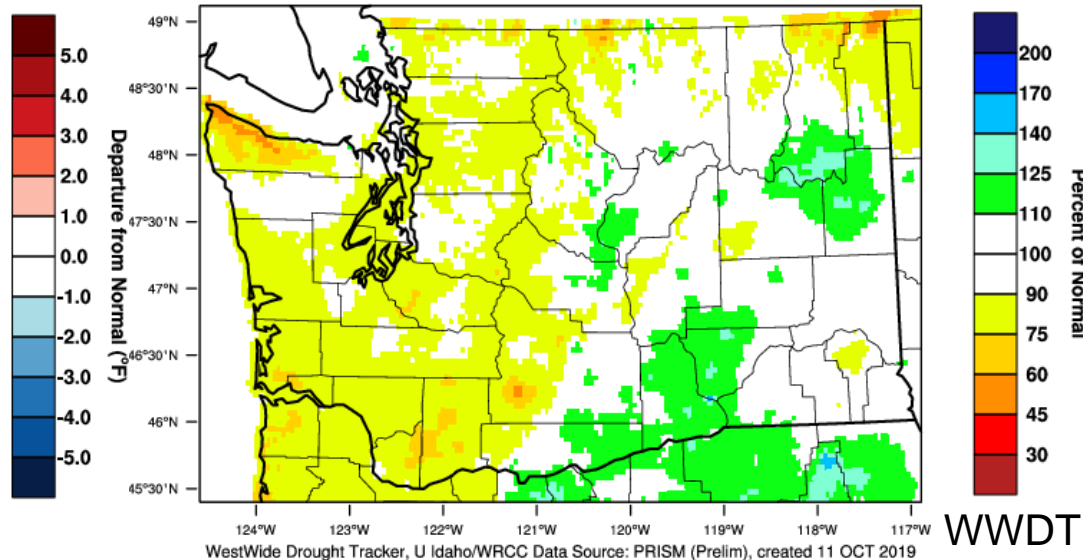 5.0
4.0
3.0
2.0
1.0
0.0
-1.0
-2.0
-3.0
-4.0
-5.0
Departure from Normal (°F)
49°N
48°30'N
48°N
47°30'N
47°N
46°30'N
46°N
45°30'N
124°W 123°W 122°W 121°W 120°W 119°W 118°W 117°W
200
170
140
125
110
100
90
75
60
45
30
Percent of Normal
WWDT
WestWide Drought Tracker, U Idaho/WRCC Data Source: PRISM (Prelim), created 11 OCT 2019